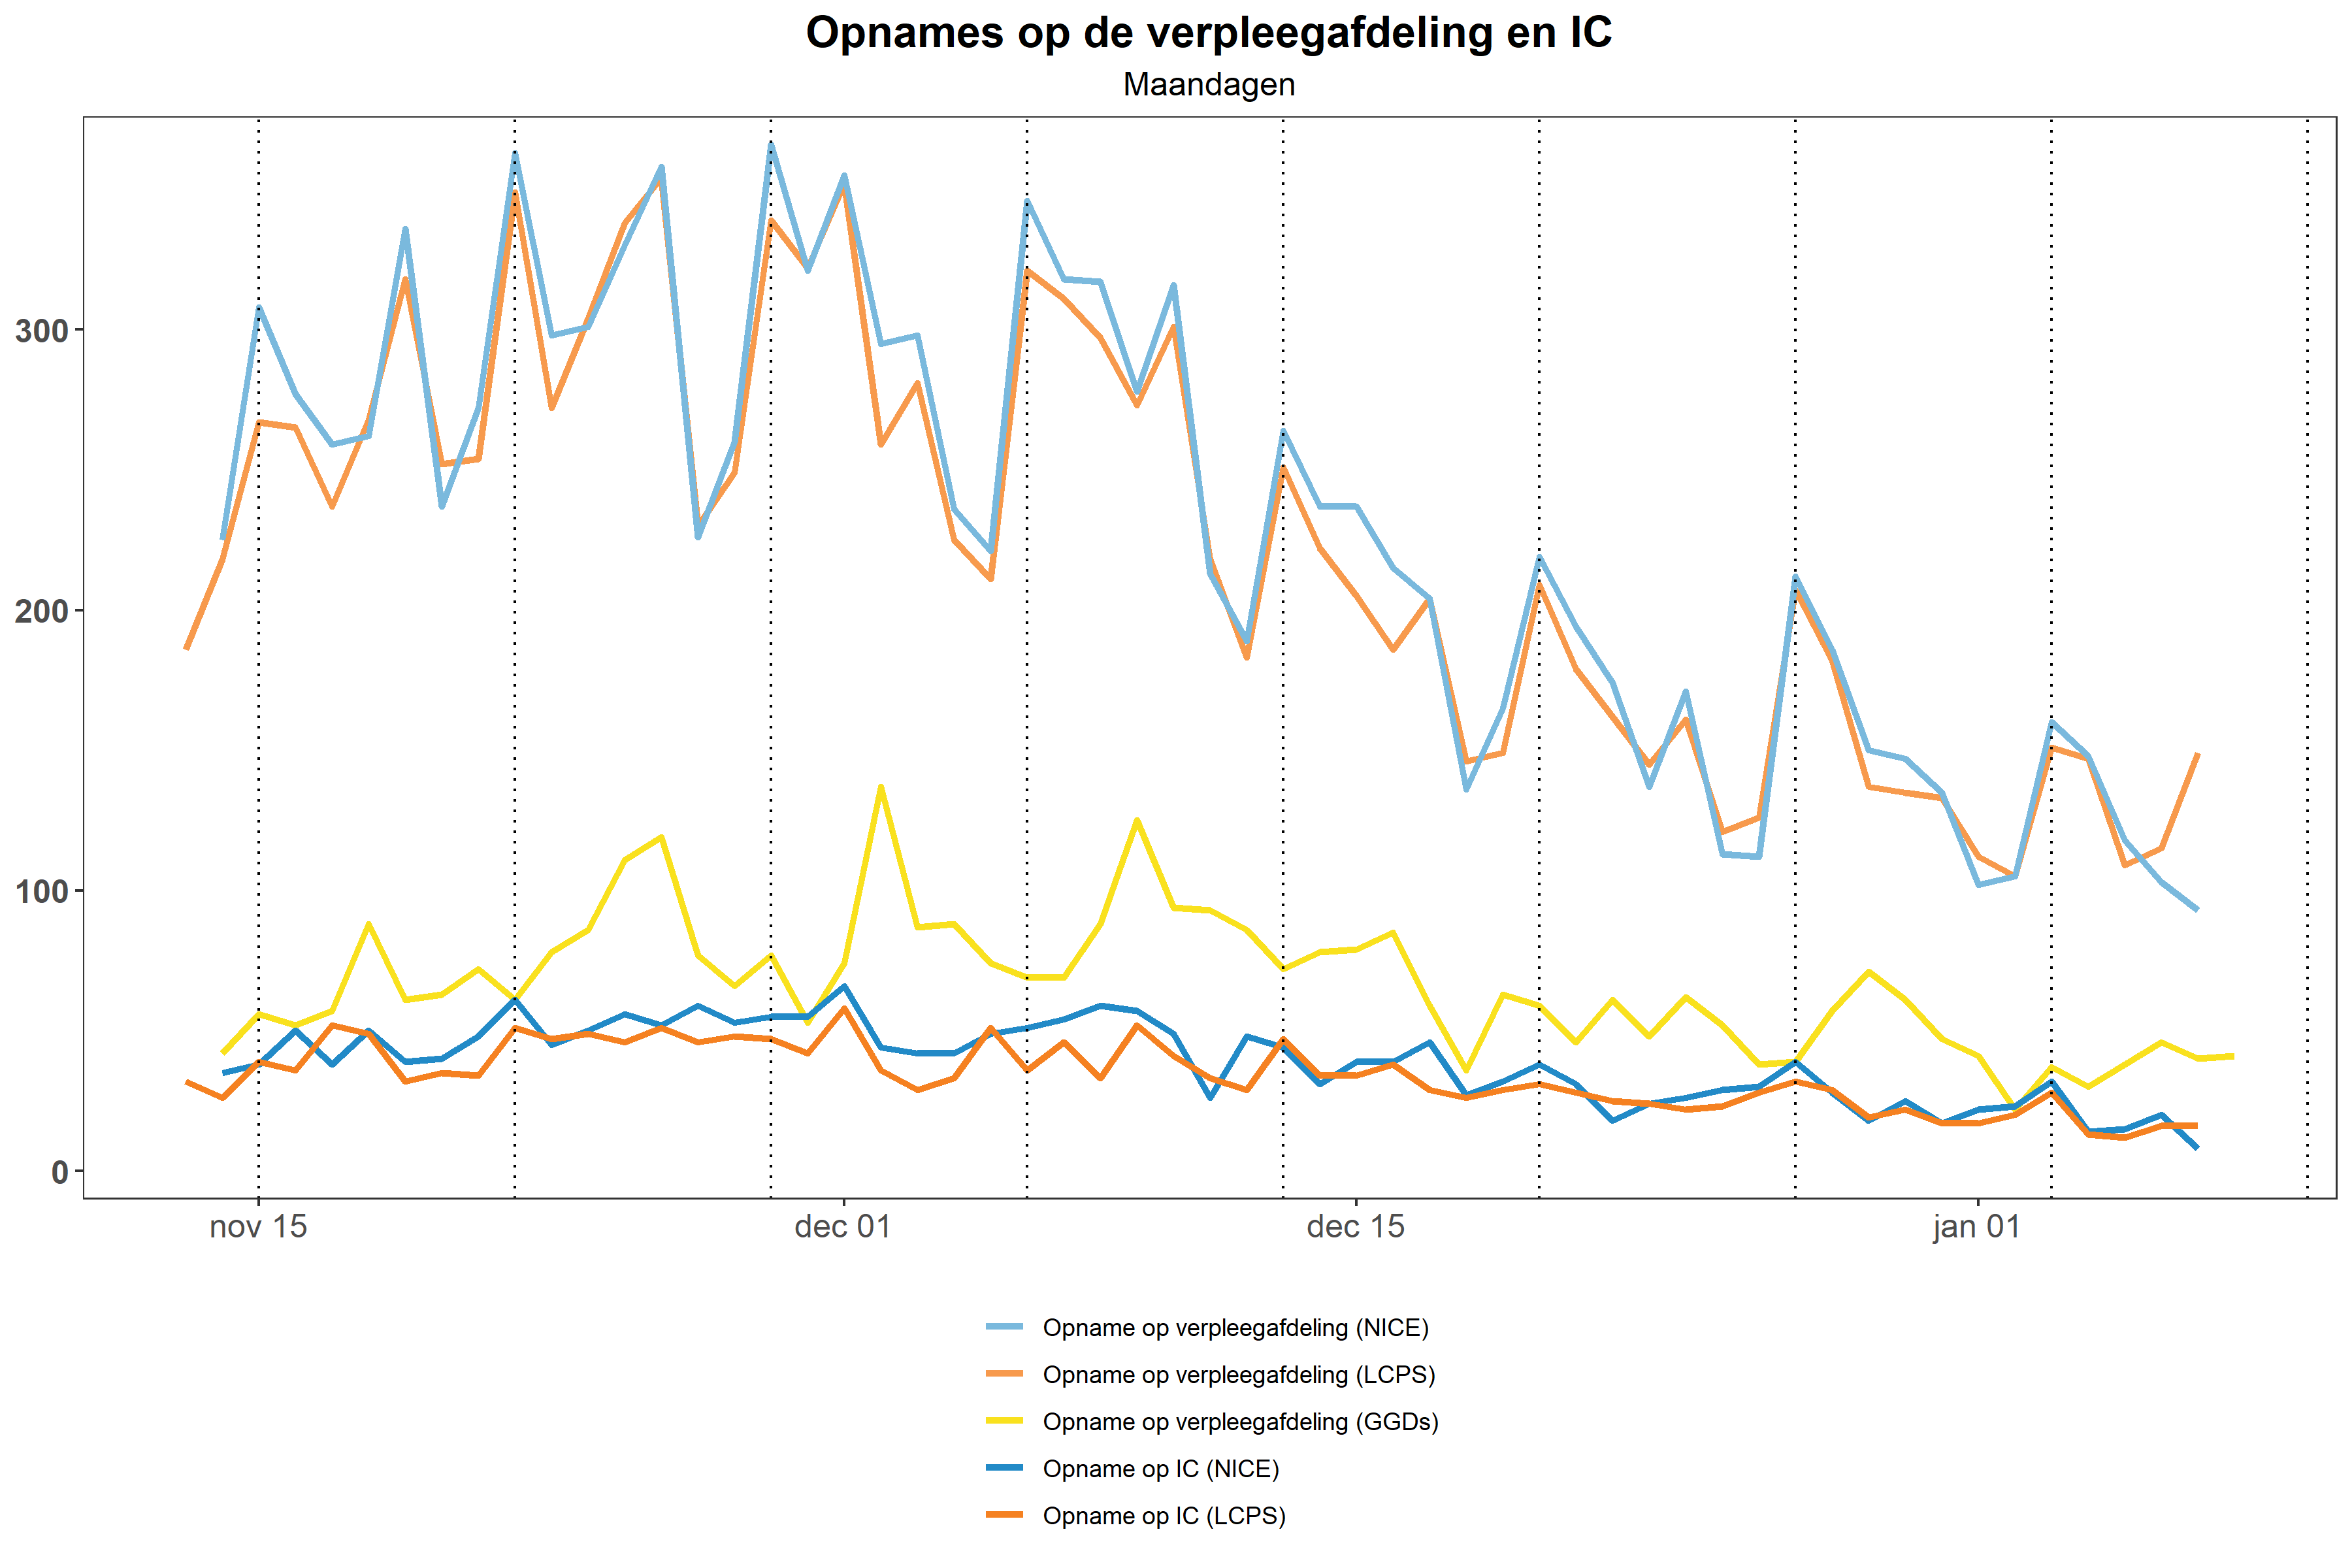 Opnames op de verpleegafdeling en IC
Maandagen
300
200
100
0
nov 15
dec 01
dec 15
jan 01
Opname op verpleegafdeling (NICE)
Opname op verpleegafdeling (LCPS)
Opname op verpleegafdeling (GGDs)
Opname op IC (NICE)
Opname op IC (LCPS)